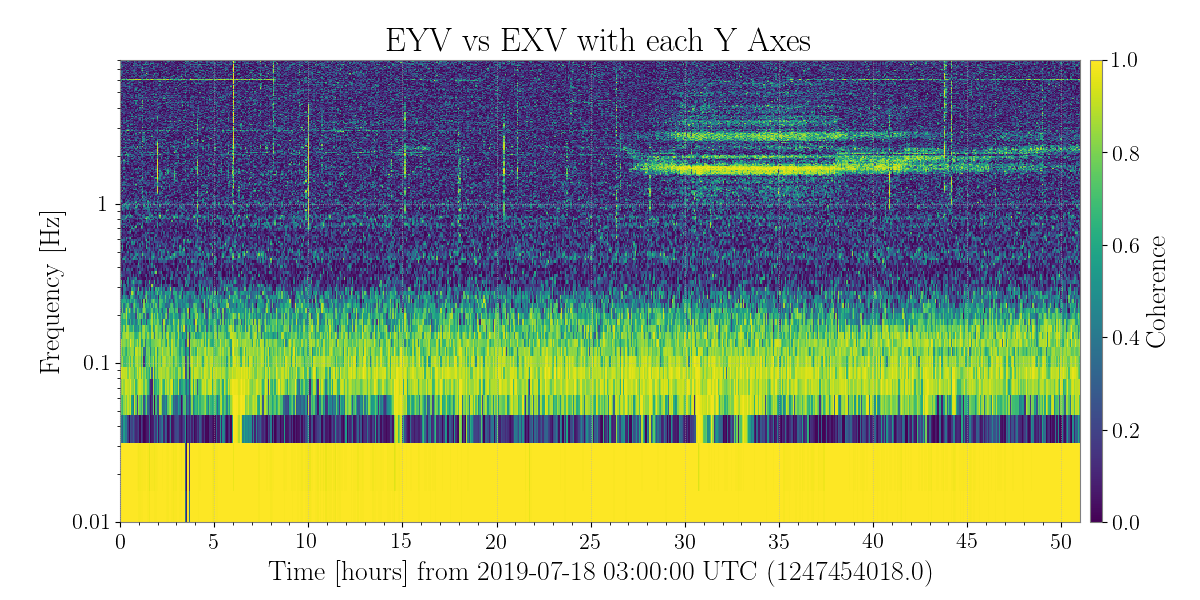 EYV vs EXV with each Y Axes
1.0
0.8
1
0.6
Frequency [Hz]
Coherence
0.4
0.1
0.2
0.01
0.0
0 5 10 15 20 25 30 35 40 45 50
Time [hours] from 2019-07-18 03:00:00 UTC (1247454018.0)